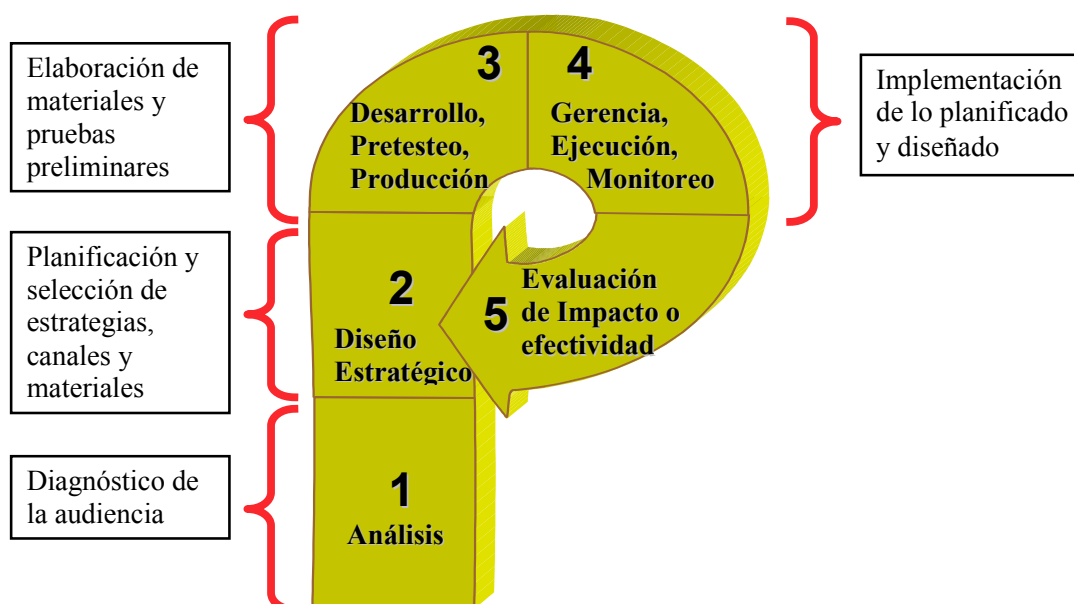 Elaboración de
materiales y
pruebas
preliminares
3
Desarrollo,
Pretesteo,
Producción
4
Gerencia,
Ejecución,
Monitoreo
Implementación
de lo planificado
y diseñado
Planificación y
selección de
estrategias,
canales y
materiales
2
Diseño
Estratégico
5
Evaluación
de Impacto o
efectividad
Diagnóstico de
la audiencia
1
Análisis